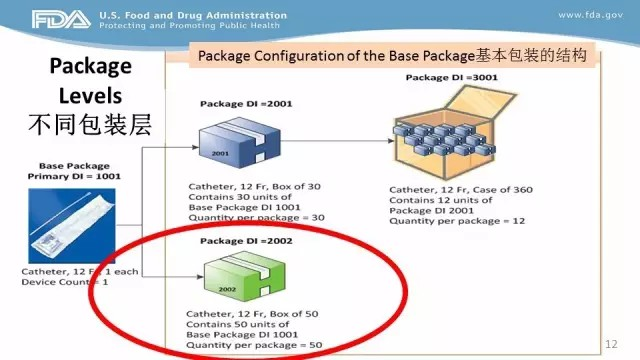 FDA
U.S. Food and Drug Administration
Protecting and Promoting Public Health
www.fda.gov
Package
Levels
不同包装层
Package Configuration of the Base Package基本包装的结构
Base Package
Primary DI = 1001
Catheter, 12 Fr, 1 each
Device Count = 1
Package DI =2001
2001
Catheter, 12 Fr, Box of 30
Contains 30 units of
Base Package DI 1001
Quantity per package = 30
Package DI =3001
Catheter, 12 Fr, Case of 360
Contains 12 units of
Package DI 2001
Quantity per package = 12
Package DI =2002
2002
Catheter, 12 Fr, Box of 50
Contains 50 units of
Base Package DI 1001
Quantity per package = 50
12